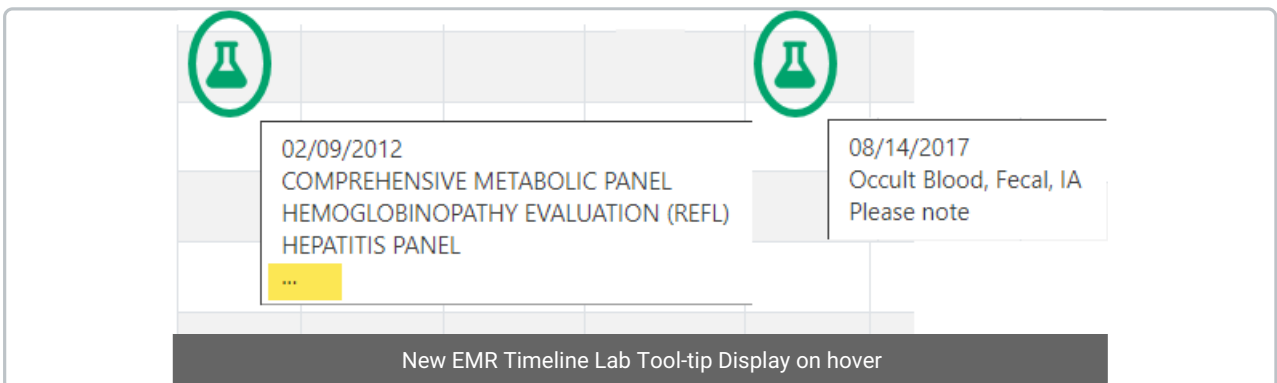 02/09/2012
COMPREHENSIVE METABOLIC PANEL
HEMOGLOBINOPATHY EVALUATION (REFL)
HEPATITIS PANEL
...
08/14/2017
Occult Blood, Fecal, IA
Please note
New EMR Timeline Lab Tool-tip Display on hover